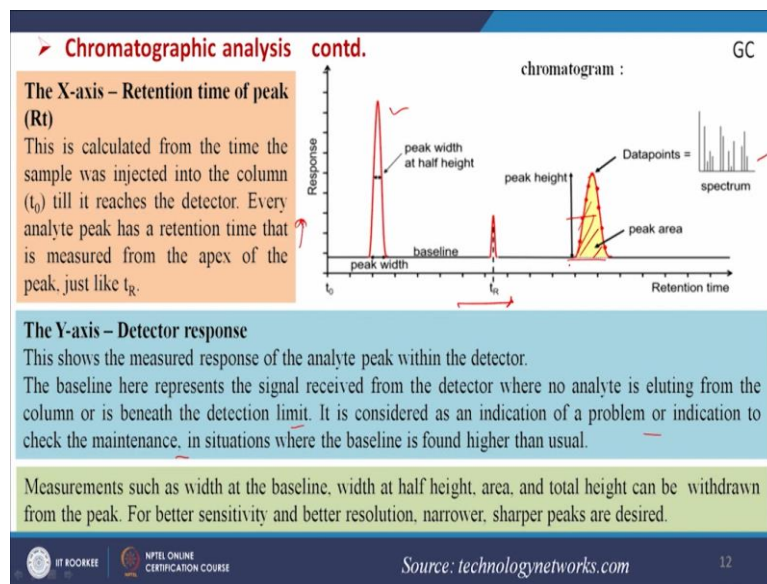 Chromatographic analysis contd.
GC
The X-axis – Retention time of peak
(Rt)
This is calculated from the time the
sample was injected into the column
(t0) till it reaches the detector. Every
analyte peak has a retention time that
is measured from the apex of the
peak, just like tR.
chromatogram :
Response
peak width
at half height
peak height
Datapoints =
spectrum
peak area
baseline
peak width
t0
tR
Retention time
The Y-axis – Detector response
This shows the measured response of the analyte peak within the detector.
The baseline here represents the signal received from the detector where no analyte is eluting from the
column or is beneath the detection limit. It is considered as an indication of a problem or indication to
check the maintenance, in situations where the baseline is found higher than usual.
Measurements such as width at the baseline, width at half height, area, and total height can be withdrawn
from the peak. For better sensitivity and better resolution, narrower, sharper peaks are desired.
IIT ROORKEE
NPTEL ONLINE
CERTIFICATION COURSE
Source: technologynetworks.com
12